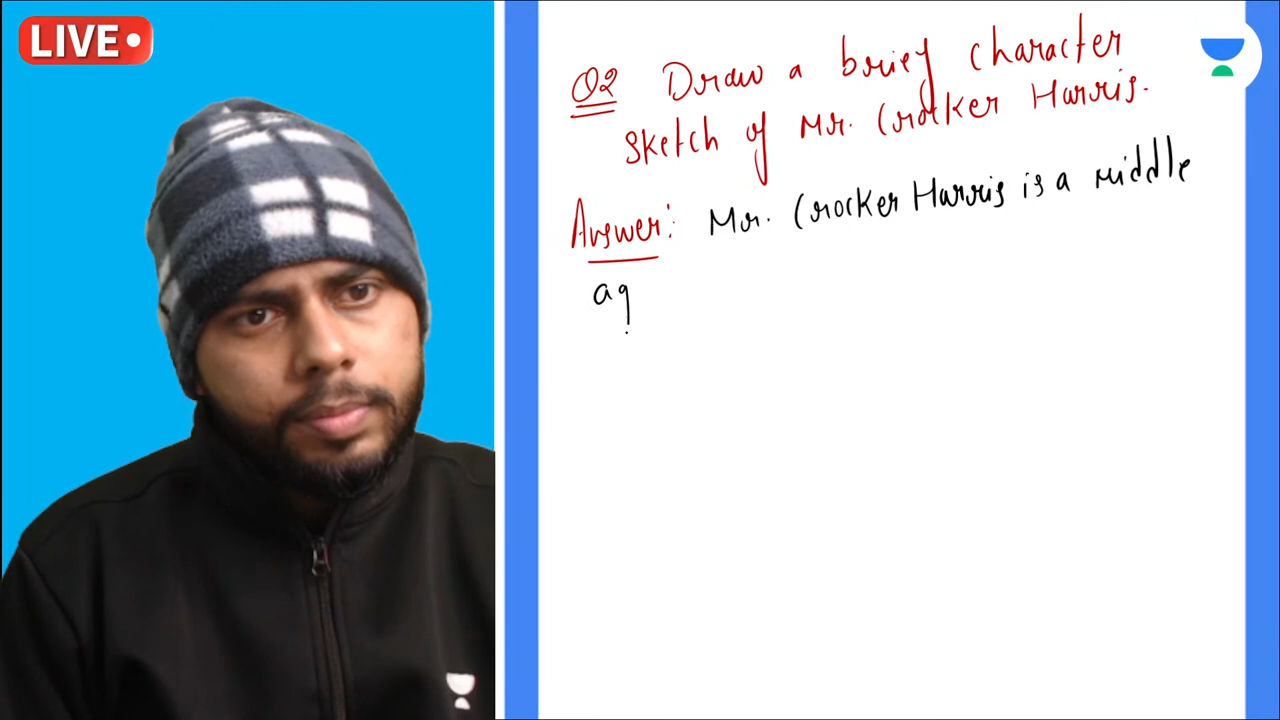 LIVE
Q2 Draw a brief character
sketch of Mr. Crocker Harris.
Answer: Mr. Crocker Harris is a middle
ag